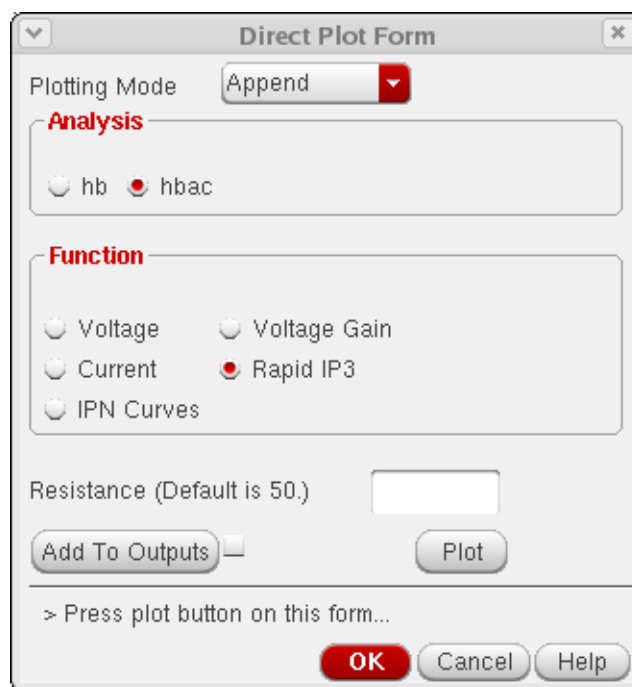 Direct Plot Form
Plotting Mode Append
Analysis
hb hbac
Function
Voltage Voltage Gain
Current Rapid IP3
IPN Curves
Resistance (Default is 50.)
Add To Outputs Plot
> Press plot button on this form...
OK Cancel Help